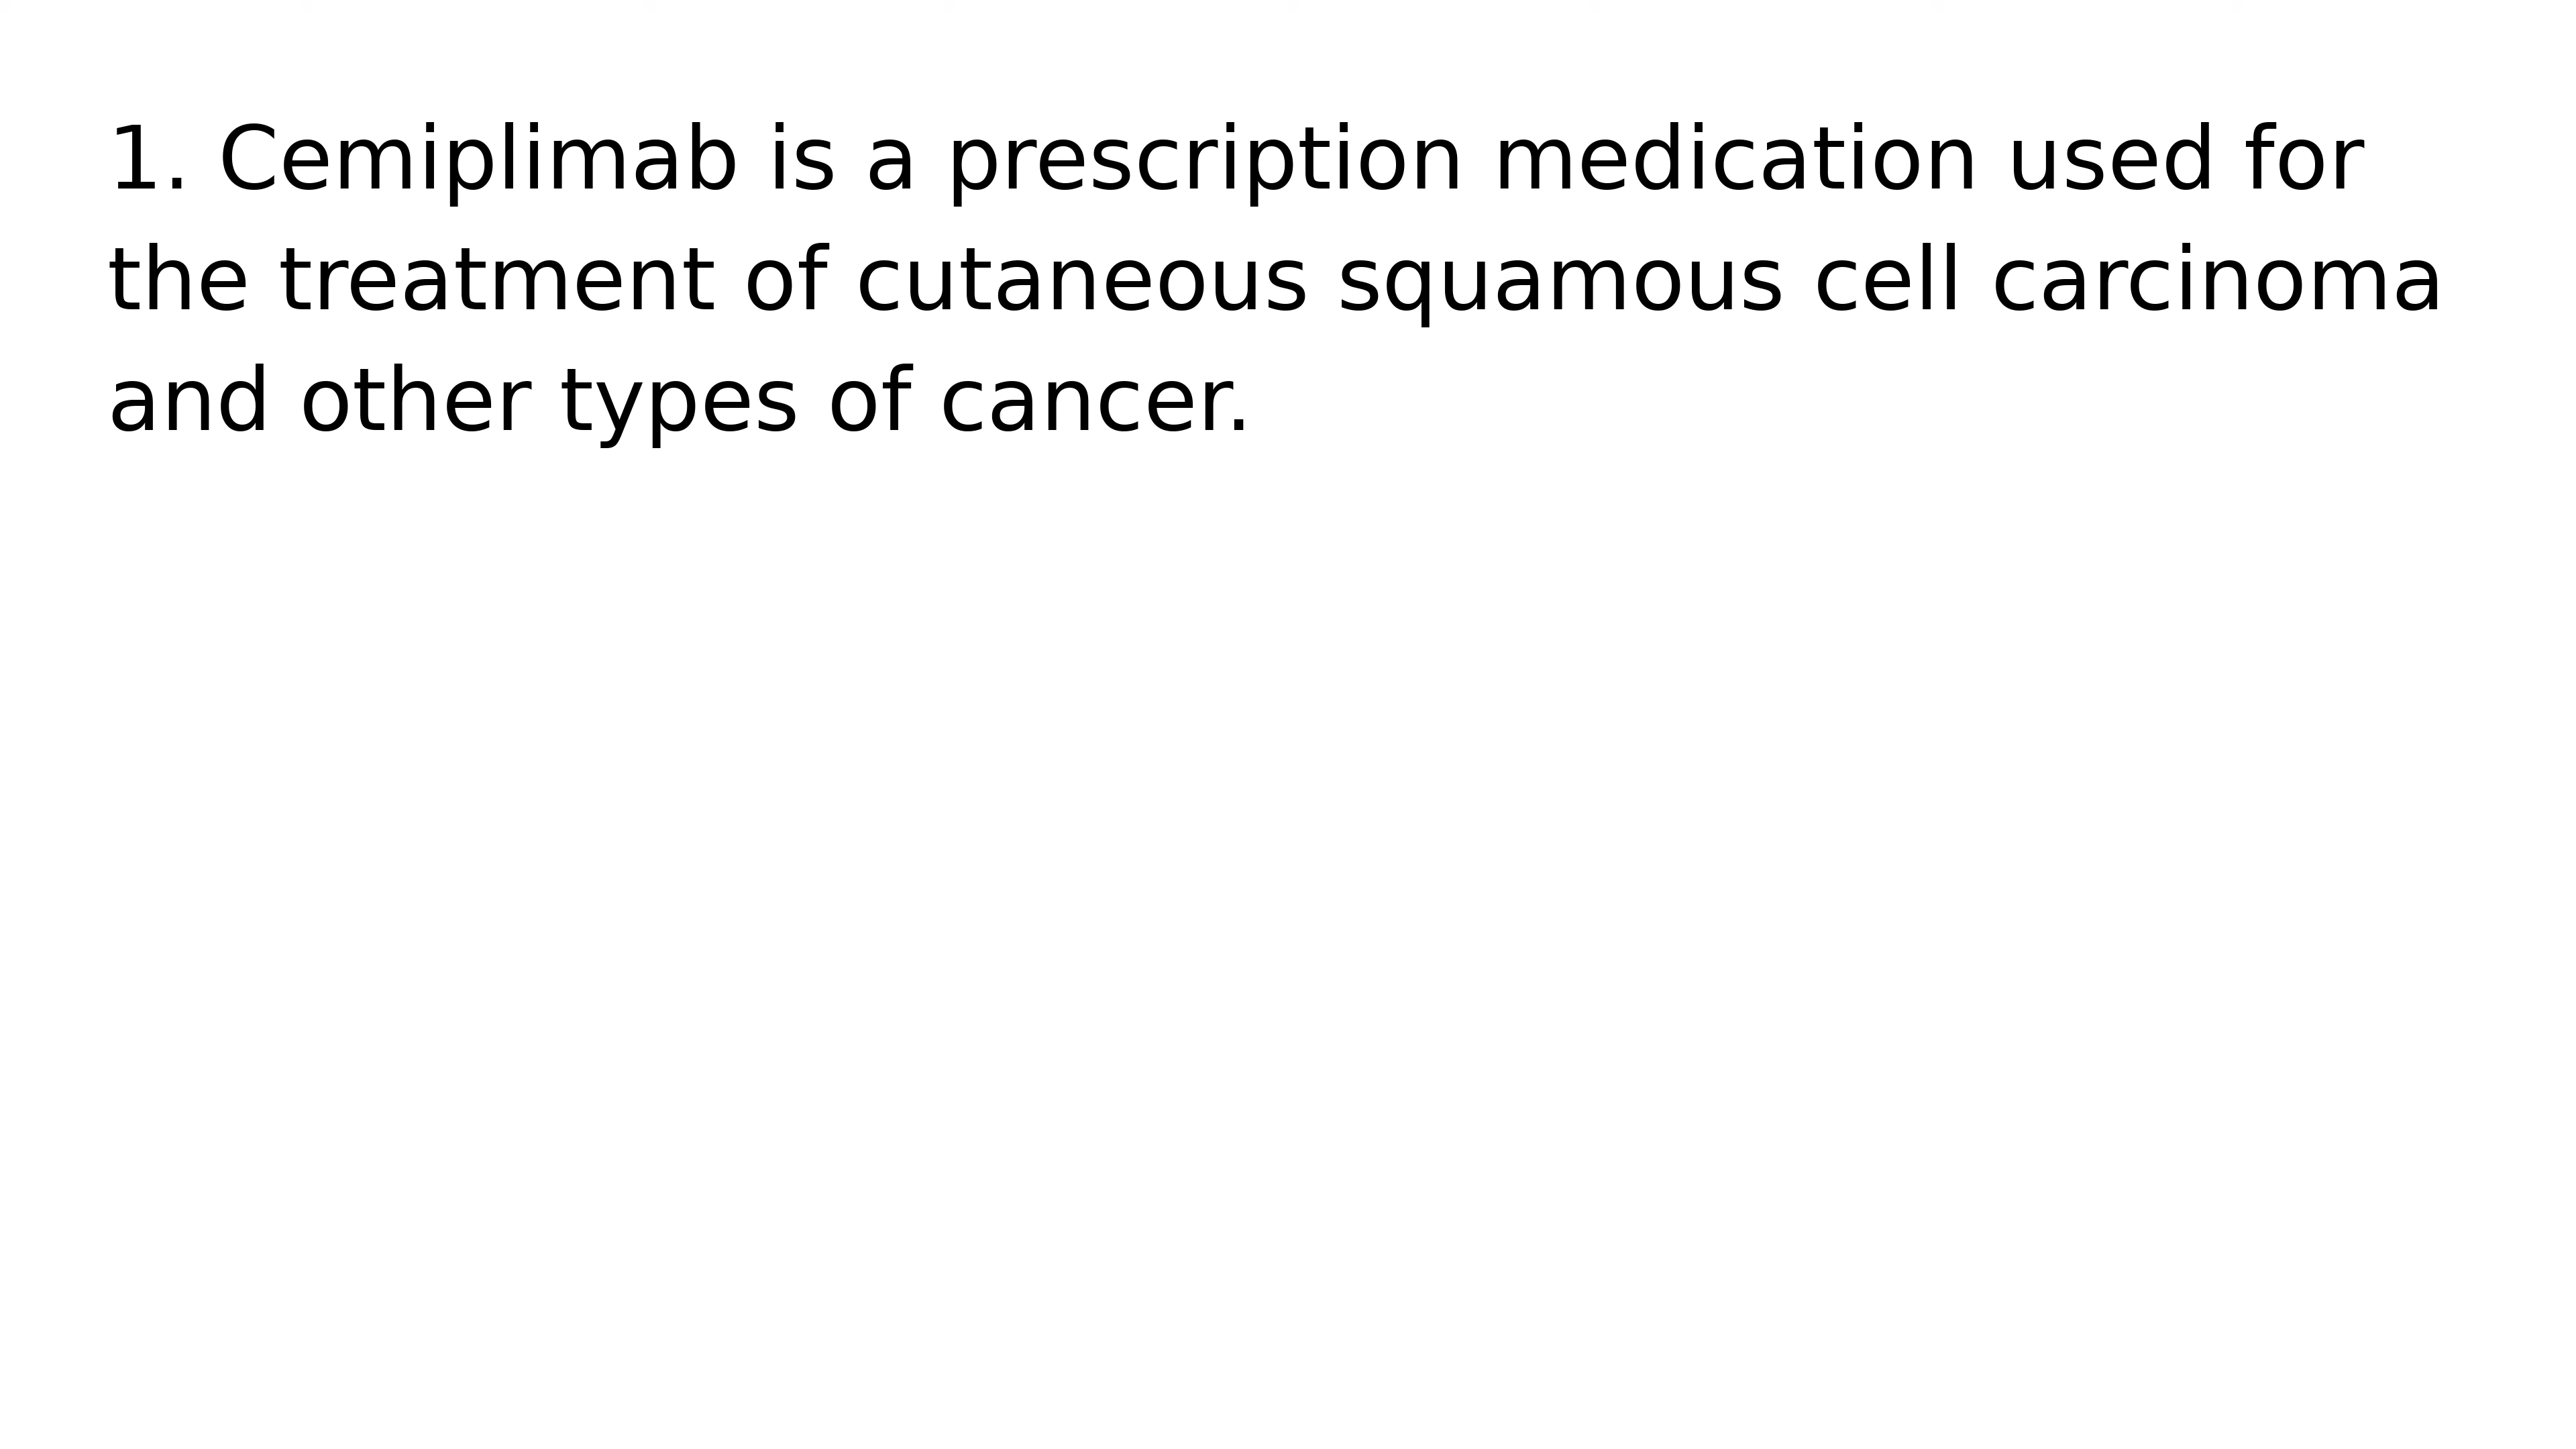 1. Cemiplimab is a prescription medication used for
the treatment of cutaneous squamous cell carcinoma
and other types of cancer.